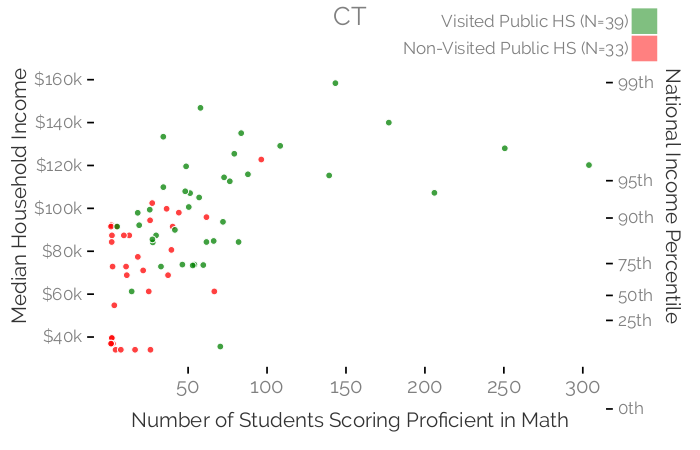 CT
Visited Public HS (N=39)
Non-Visited Public HS (N=33)
Median Household Income
$160k
$140k
$120k
$100k
$80k
$60k
$40k
National Income Percentile
99th
95th
90th
75th
50th
25th
0th
50 100 150 200 250 300
Number of Students Scoring Proficient in Math